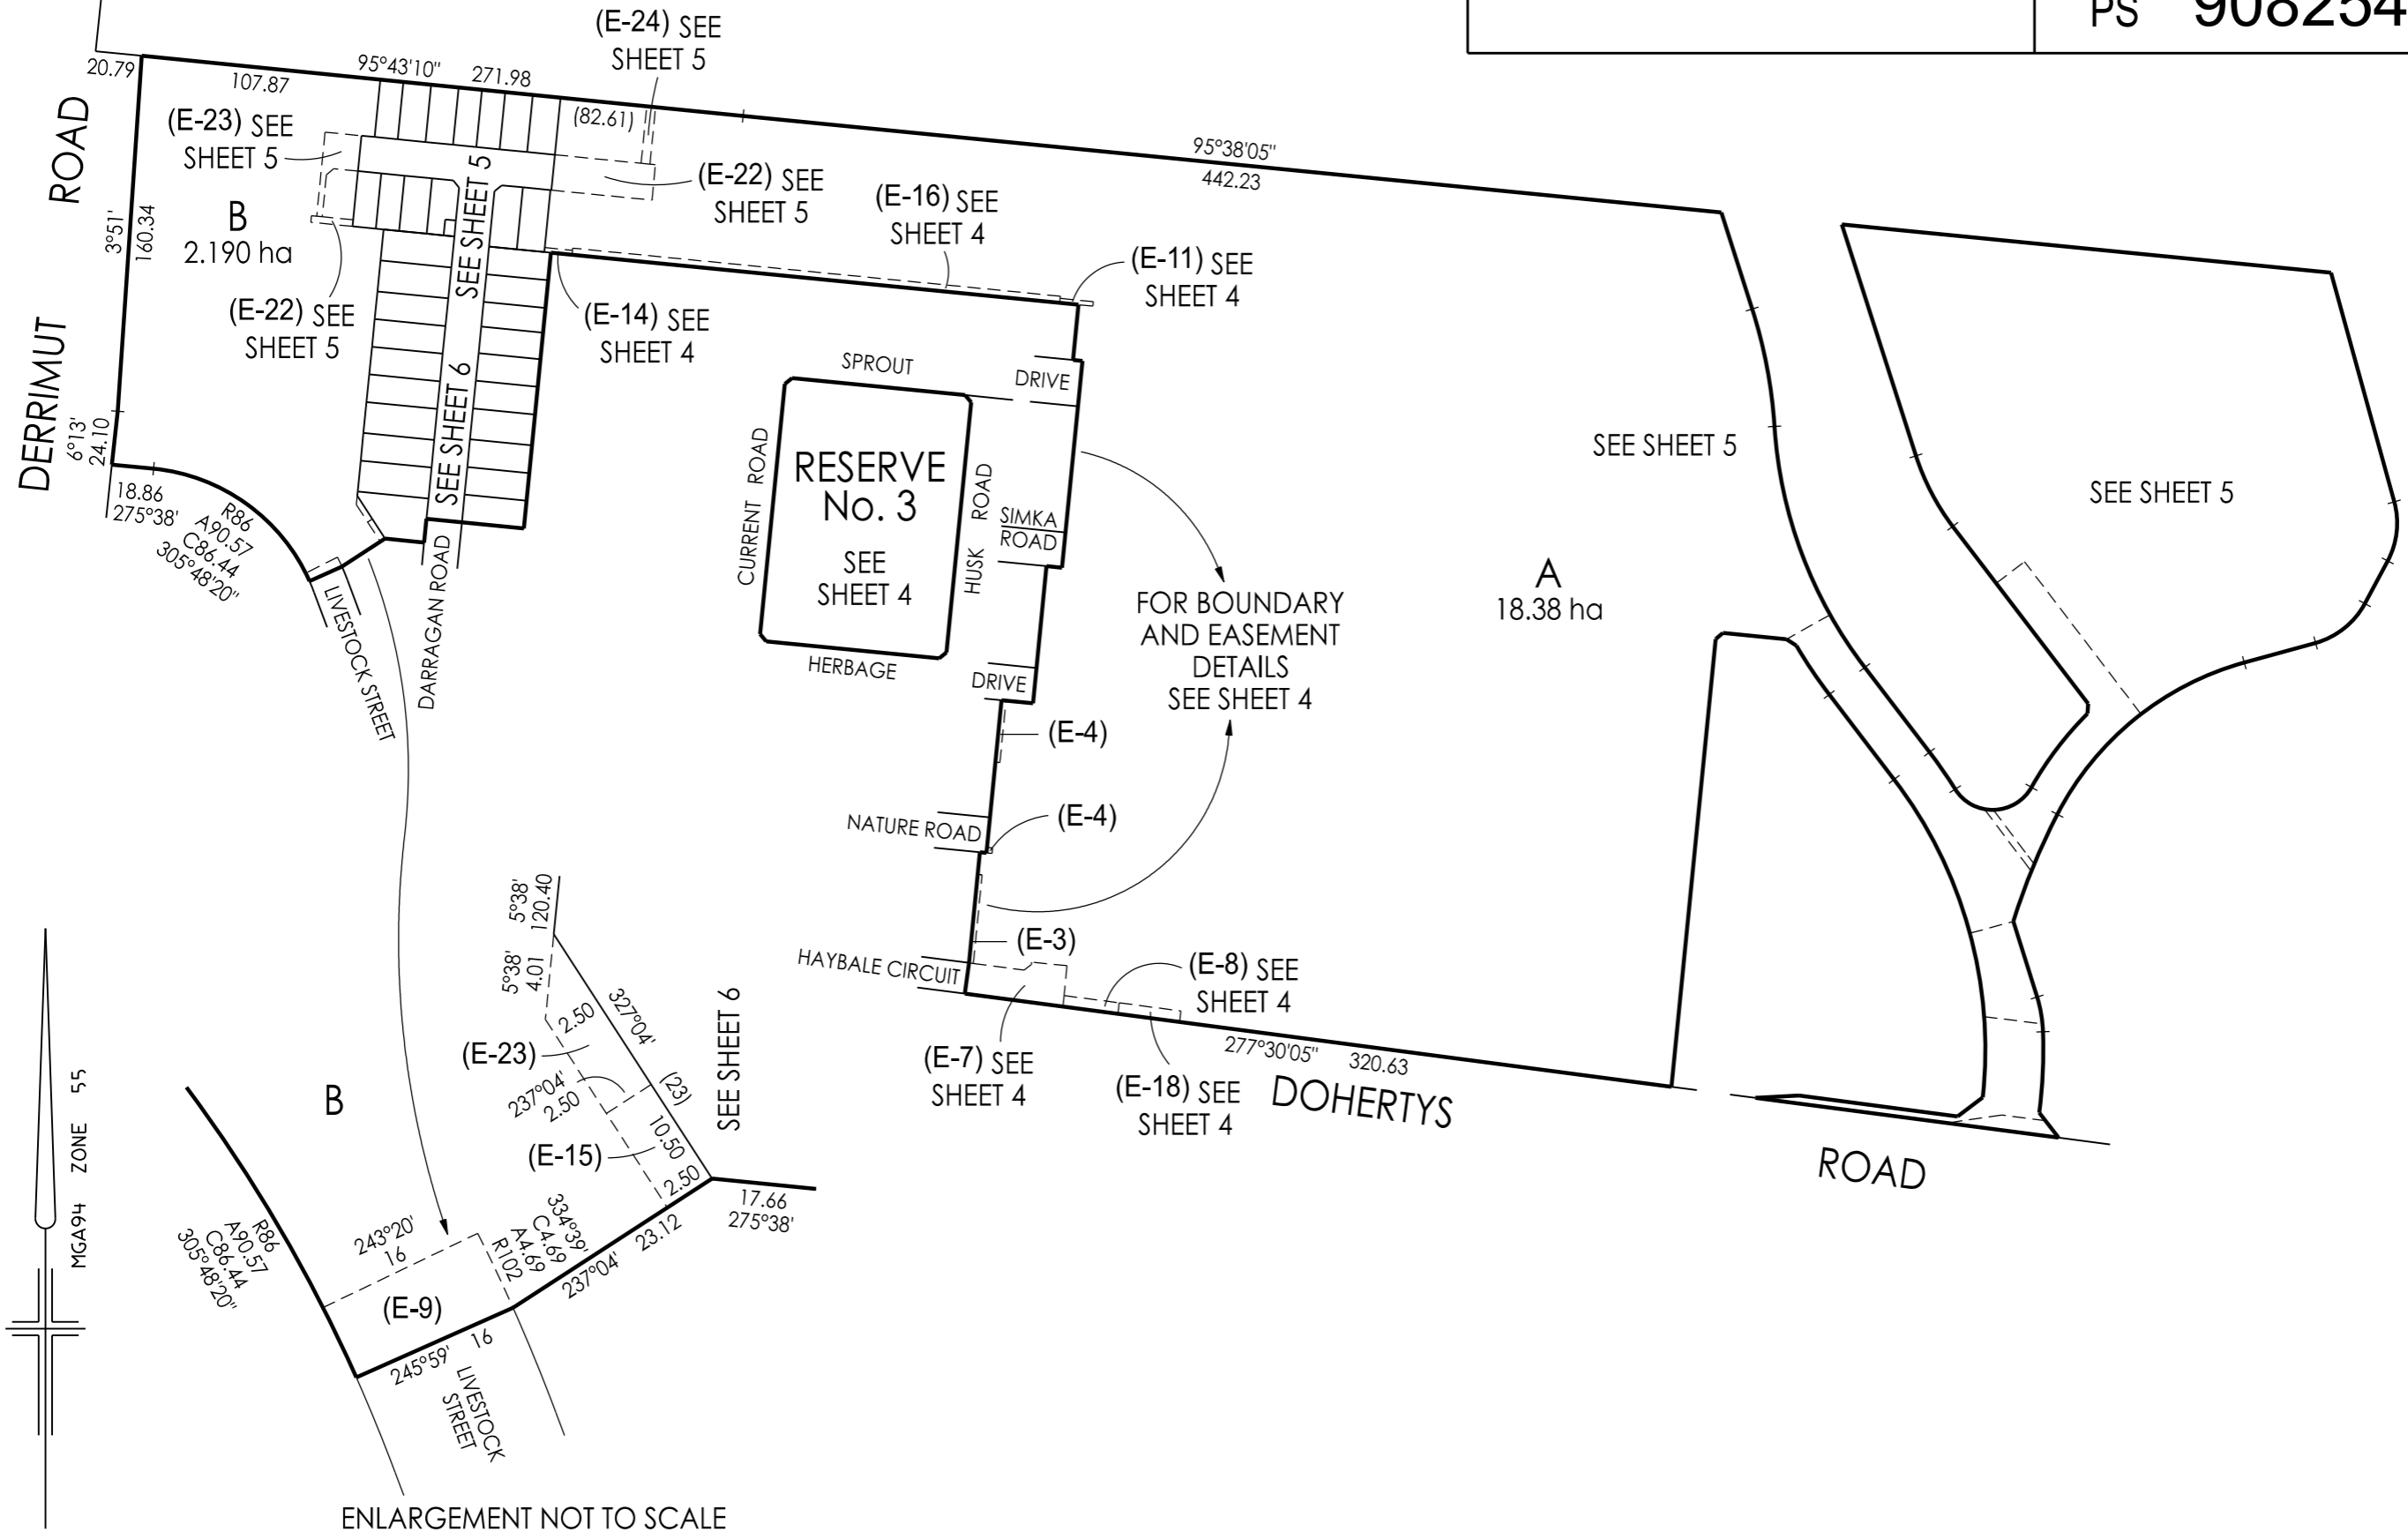 PS 908254
(E-24) SEE
SHEET 5
20.79
107.87
95°43'10" 271.98
(82.61)
95°38'05"
442.23
DERRIMUT ROAD
3°51'
160.34
6°13'
24.10
(E-23) SEE
SHEET 5
B
2.190 ha
(E-22) SEE
SHEET 5
SEE SHEET 5
SEE SHEET 5
SEE SHEET 6
SEE SHEET 6
(E-22) SEE
SHEET 5
(E-16) SEE
SHEET 4
(E-11) SEE
SHEET 4
(E-14) SEE
SHEET 4
SPROUT DRIVE
CURRENT ROAD
RESERVE
No. 3
SEE
SHEET 4
HUSK ROAD
SIMKA
ROAD
HERBAGE DRIVE
SEE SHEET 5
SEE SHEET 5
18.86
275°38'
R86
A90.57
C86.44
305°48'20"
LIVESTOCK STREET
DARRAGAN ROAD
FOR BOUNDARY
AND EASEMENT
DETAILS
SEE SHEET 4
A
18.38 ha
(E-4)
NATURE ROAD
(E-4)
(E-3)
HAYBALE CIRCUIT
(E-8) SEE
SHEET 4
(E-7) SEE
SHEET 4
(E-18) SEE
SHEET 4
277°30'05" 320.63
DOHERTYS ROAD
MGA94 ZONE 55
5°38'
120.40
5°38'
4.01
2.50
327°04'
(E-23)
237°04'
2.50
(23)
SEE SHEET 6
B
(E-15)
10.50
2.50
17.66
275°38'
R86
A90.57
C86.44
305°48'20"
243°20'
16
334°39'
C4.69
A4.69
R102
23.12
237°04'
(E-9)
16
245°59'
LIVESTOCK
STREET
ENLARGEMENT NOT TO SCALE